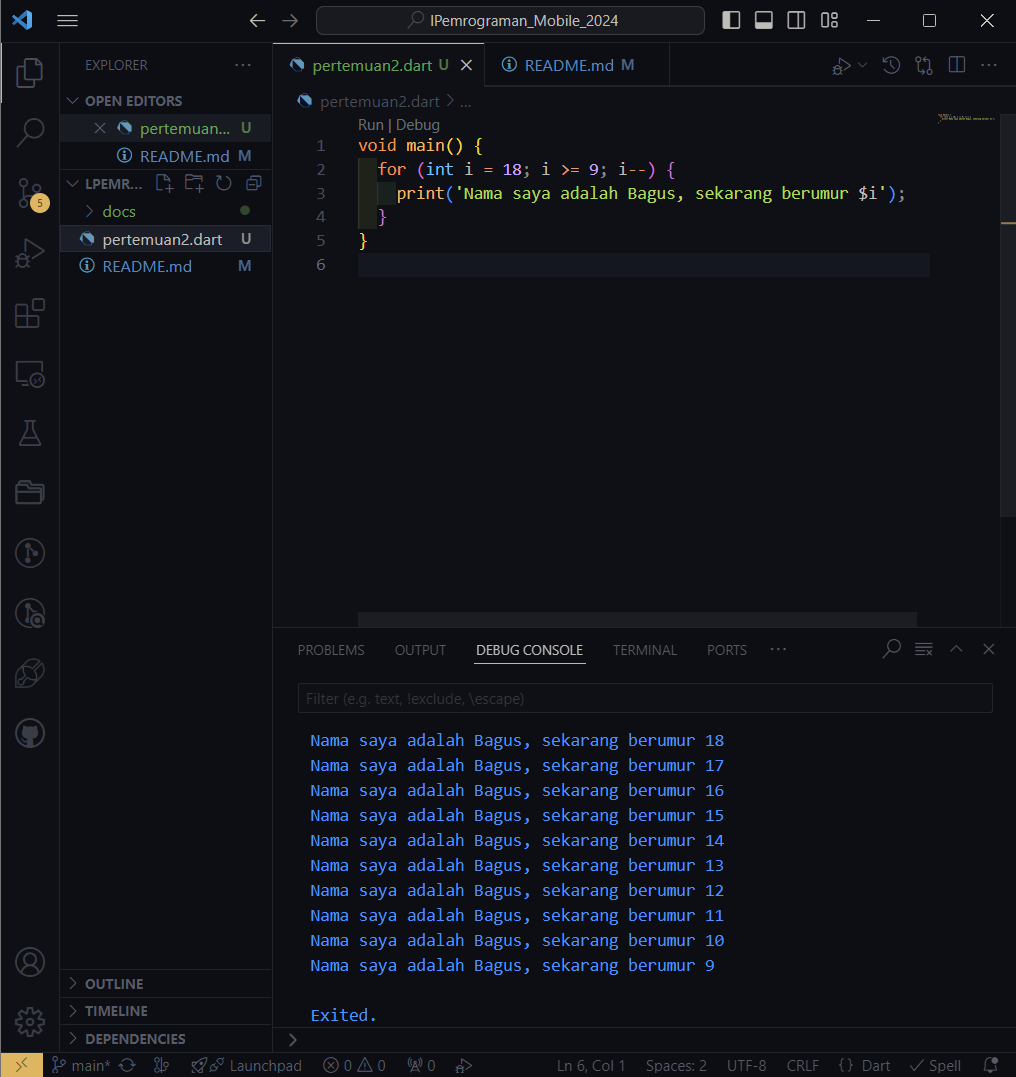 IPemrograman_Mobile_2024
EXPLORER
OPEN EDITORS
pertemuan... U
README.md M
LPEMR...
docs
pertemuan2.dart U
README.md M
5
OUTLINE
TIMELINE
DEPENDENCIES
pertemuan2.dart U
README.md M
pertemuan2.dart > ...
Run | Debug
1 void main() {
2 for (int i = 18; i >= 9; i--) {
3 print('Nama saya adalah Bagus, sekarang berumur $i');
4 }
5 }
6
PROBLEMS OUTPUT DEBUG CONSOLE TERMINAL PORTS ...
Filter (e.g. text, !exclude, \escape)
Nama saya adalah Bagus, sekarang berumur 18
Nama saya adalah Bagus, sekarang berumur 17
Nama saya adalah Bagus, sekarang berumur 16
Nama saya adalah Bagus, sekarang berumur 15
Nama saya adalah Bagus, sekarang berumur 14
Nama saya adalah Bagus, sekarang berumur 13
Nama saya adalah Bagus, sekarang berumur 12
Nama saya adalah Bagus, sekarang berumur 11
Nama saya adalah Bagus, sekarang berumur 10
Nama saya adalah Bagus, sekarang berumur 9
Exited.
main* Launchpad 0 0 0 Ln 6, Col 1 Spaces: 2 UTF-8 CRLF {} Dart Spell